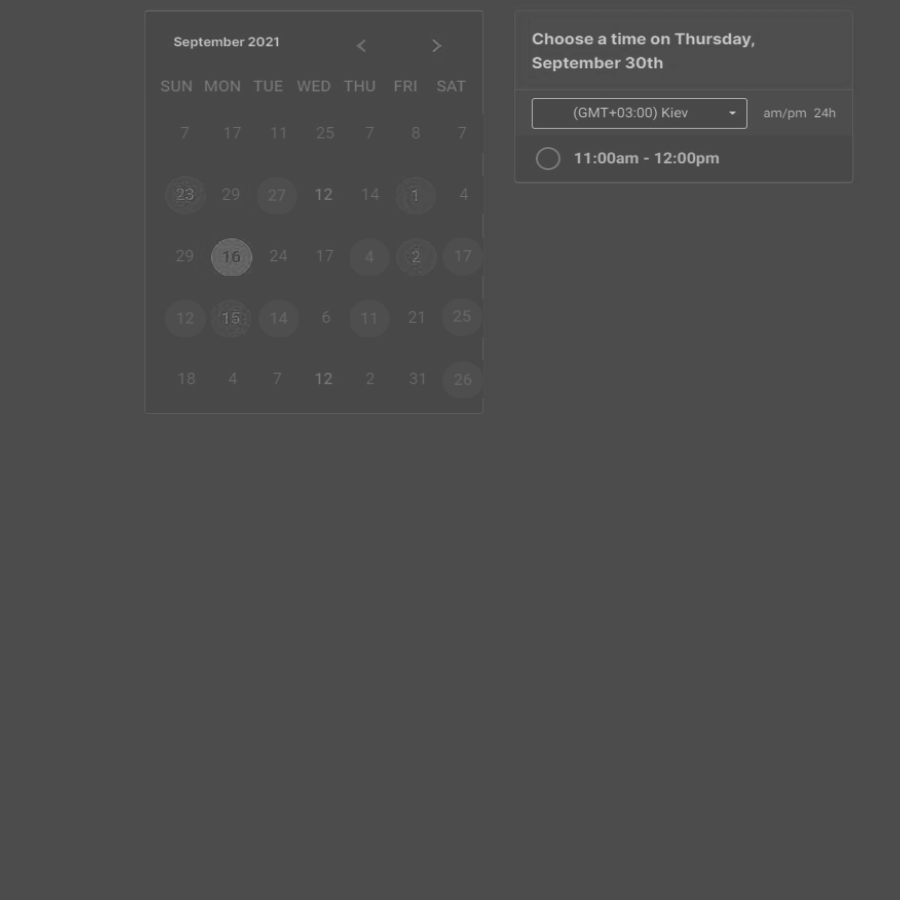 September 2021
SUN MON TUE WED THU FRI SAT
7 17 11 25 7 8 7
23 29 27 12 14 1 4
29 16 24 17 4 2 17
12 15 14 6 11 21 25
18 4 7 12 2 31 26
Choose a time on Thursday,
September 30th
(GMT+03:00) Kiev am/pm 24h
11:00am - 12:00pm